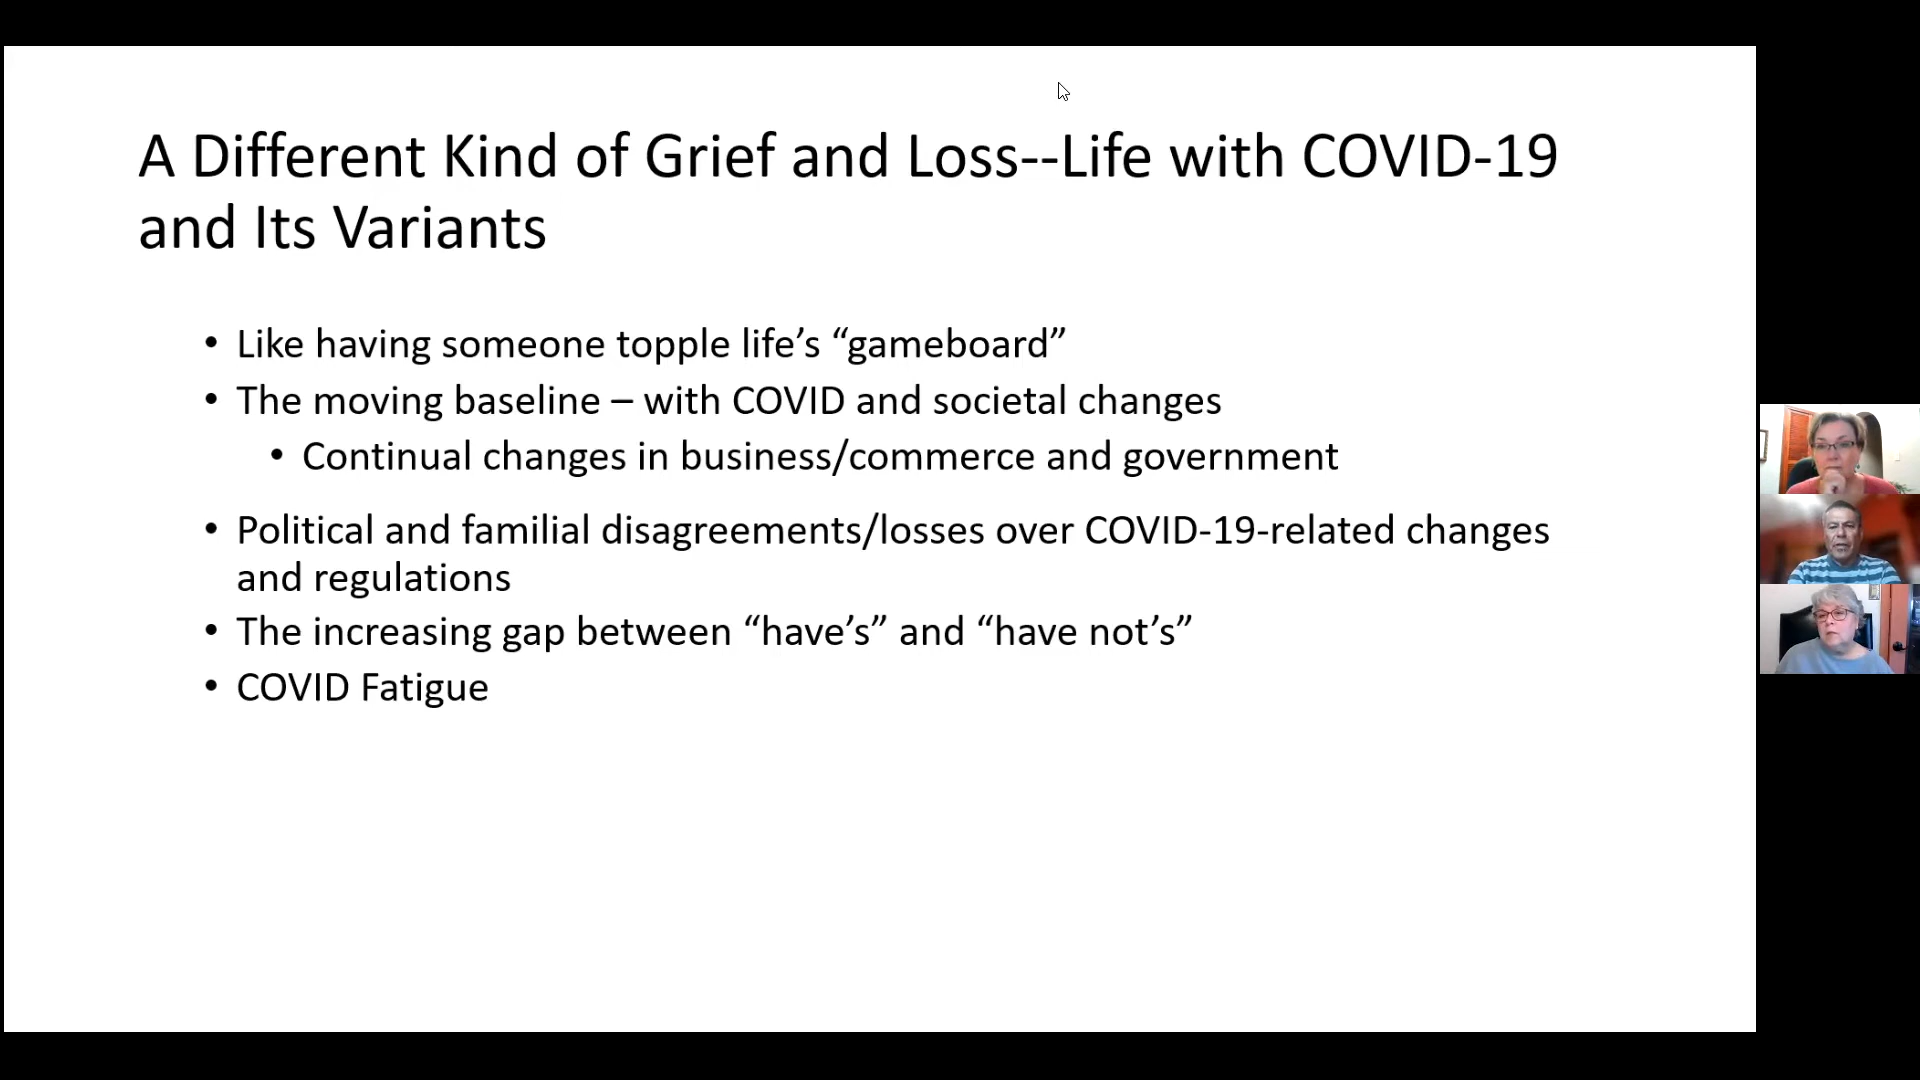 A Different Kind of Grief and Loss--Life with COVID-19
and Its Variants
• Like having someone topple life’s “gameboard”
• The moving baseline – with COVID and societal changes
• Continual changes in business/commerce and government
• Political and familial disagreements/losses over COVID-19-related changes
and regulations
• The increasing gap between “have’s” and “have not’s”
• COVID Fatigue